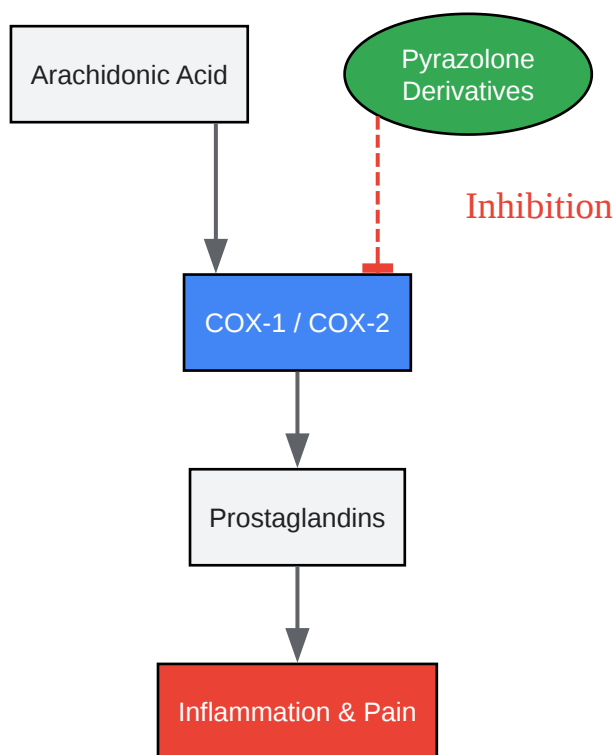 Arachidonic Acid
Pyrazolone
Derivatives
Inhibition
COX-1 / COX-2
Prostaglandins
Inflammation & Pain